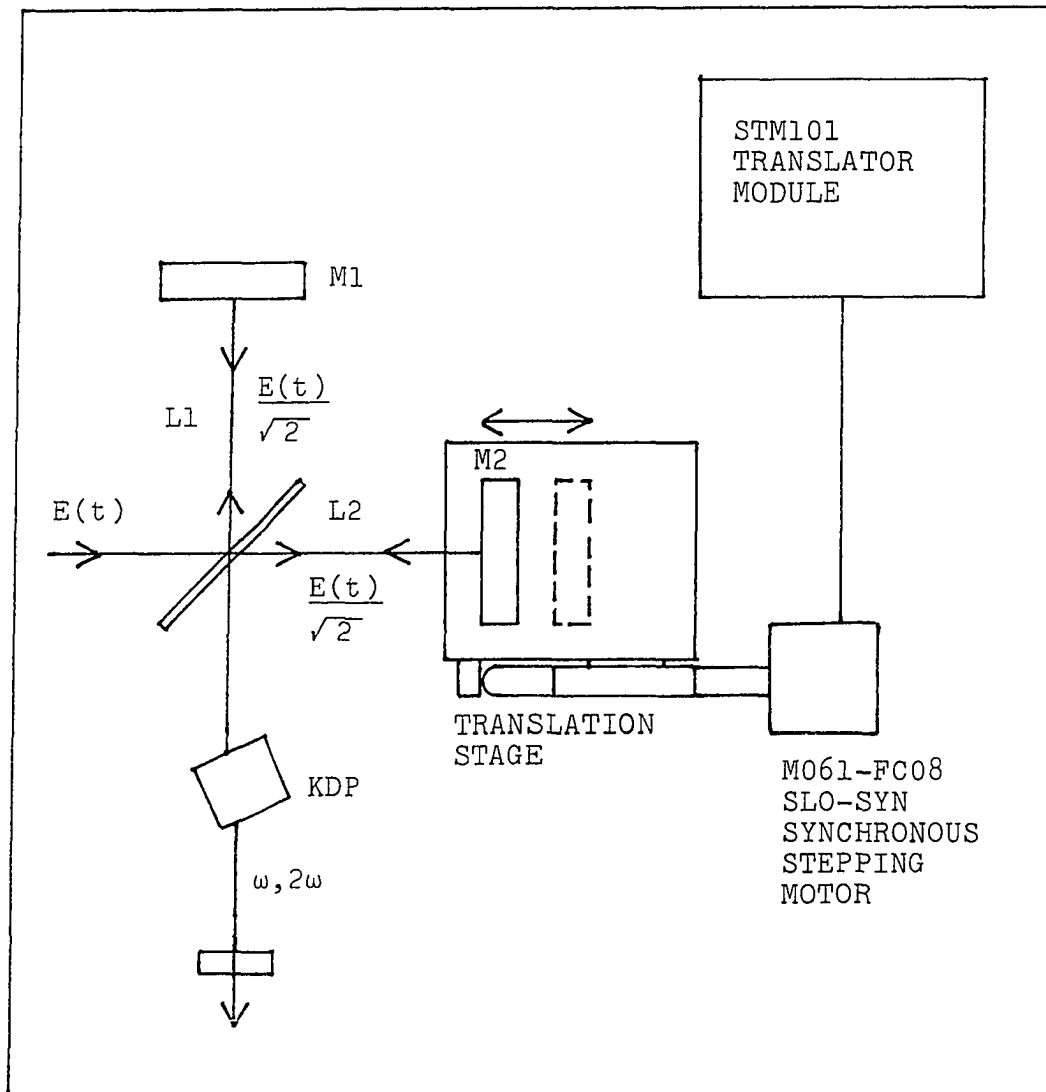 STM101
TRANSLATOR
MODULE
M1
L1
E(t)
√2
M2
E(t)
L2
E(t)
√2
TRANSLATION
STAGE
KDP
M061-FC08
SLO-SYN
SYNCHRONOUS
STEPPING
MOTOR
ω,2ω